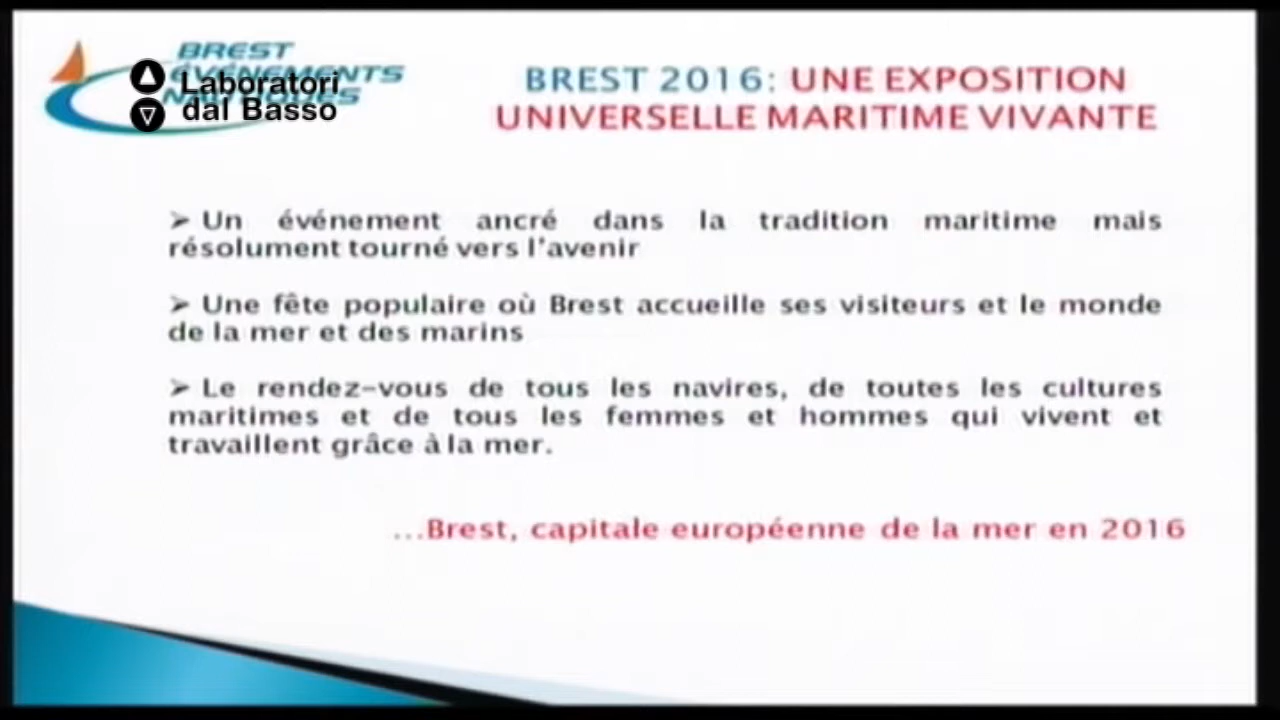 BREST
ÉVÉNEMENTS
NAUTIQUES
Laboratori
dal Basso
BREST 2016: UNE EXPOSITION
UNIVERSELLE MARITIME VIVANTE
➢ Un événement ancré dans la tradition maritime mais
résolument tourné vers l'avenir
➢ Une fête populaire où Brest accueille ses visiteurs et le monde
de la mer et des marins
➢ Le rendez-vous de tous les navires, de toutes les cultures
maritimes et de tous les femmes et hommes qui vivent et
travaillent grâce à la mer.
...Brest, capitale européenne de la mer en 2016